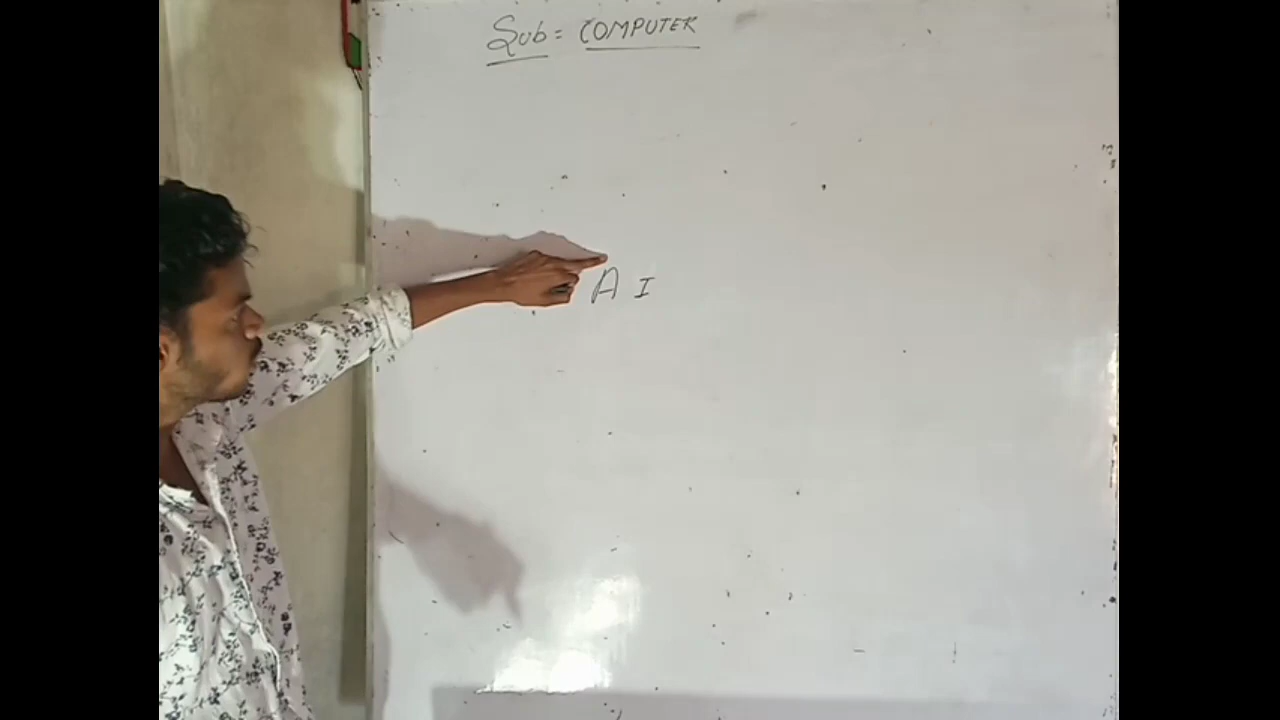 Sub = COMPUTER
A I